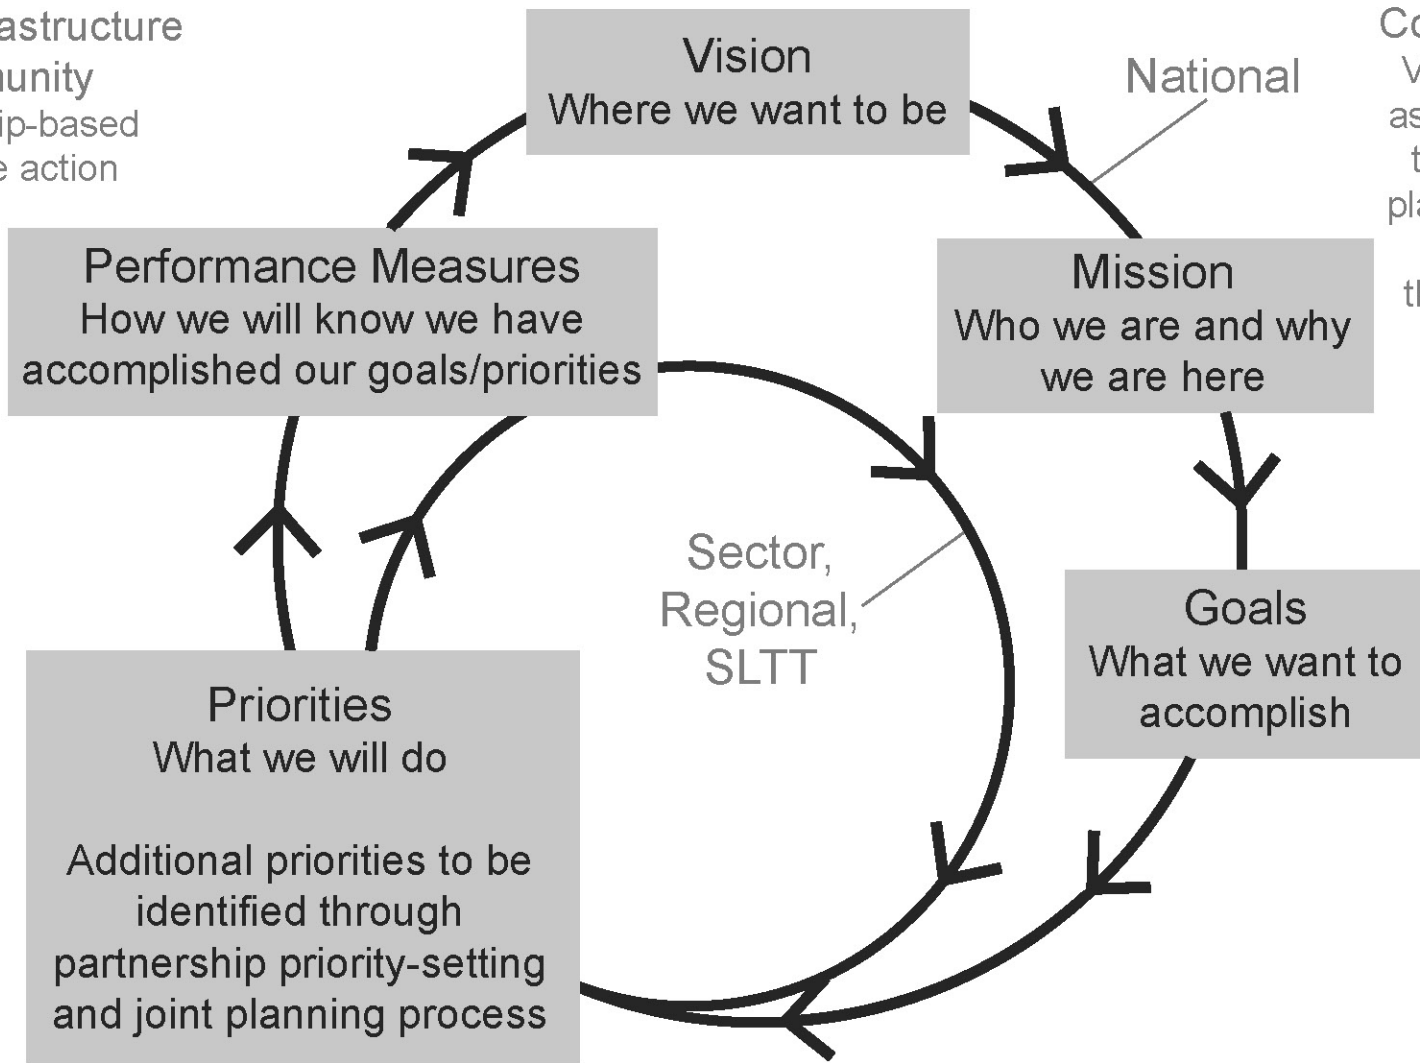 action
Vision
Where we want to be
National
Performance Measures
How we will know we have
accomplished our goals/priorities
Mission
Who we are and why
we are here
Sector,
Regional,
SLTT
Goals
What we want to
accomplish
Priorities
What we will do
Additional priorities to be
identified through
partnership priority-setting
and joint planning process